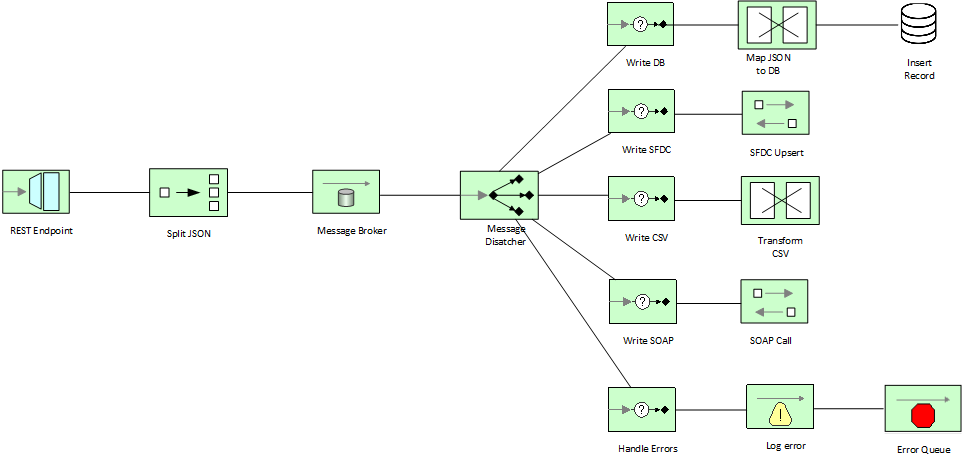 Write DB
Map JSON
to DB
Insert
Record
?
Write SFDC
?
SFDC Upsert
REST Endpoint
Split JSON
Message Broker
Message
Disatcher
?
Write CSV
Transform
CSV
?
Write SOAP
SOAP Call
?
Handle Errors
!
Log error
Error Queue
?